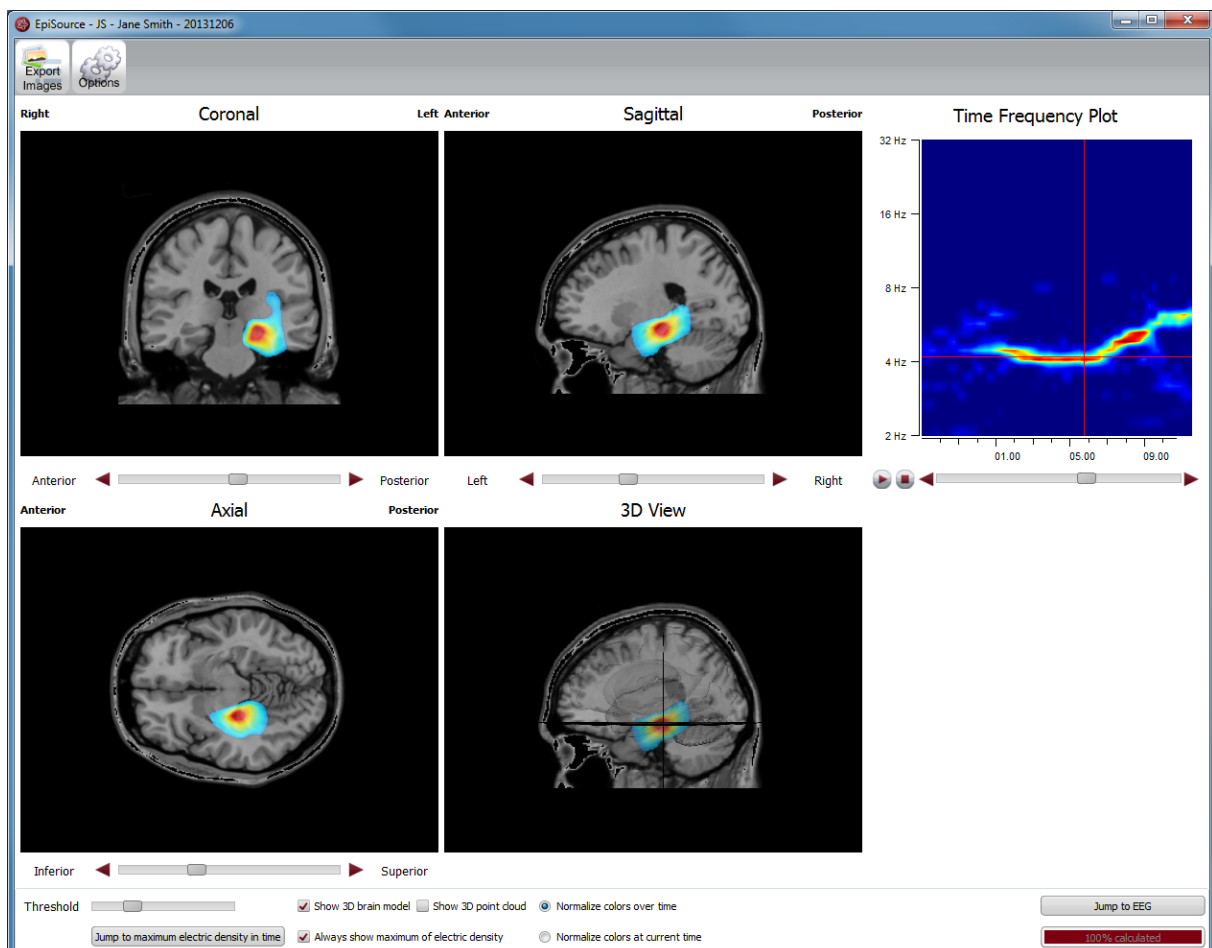 EpiSource - JS - Jane Smith - 20131206
Export Images
Options
Right Coronal Left
Anterior Sagittal Posterior
Time Frequency Plot
32 Hz
16 Hz
8 Hz
4 Hz
2 Hz
01.00 05.00 09.00
Anterior Posterior
Left Right
Anterior Axial Posterior
3D View
Inferior Superior
Threshold
Show 3D brain model
Show 3D point cloud
Normalize colors over time
Jump to EEG
Jump to maximum electric density in time
Always show maximum of electric density
Normalize colors at current time
100% calculated